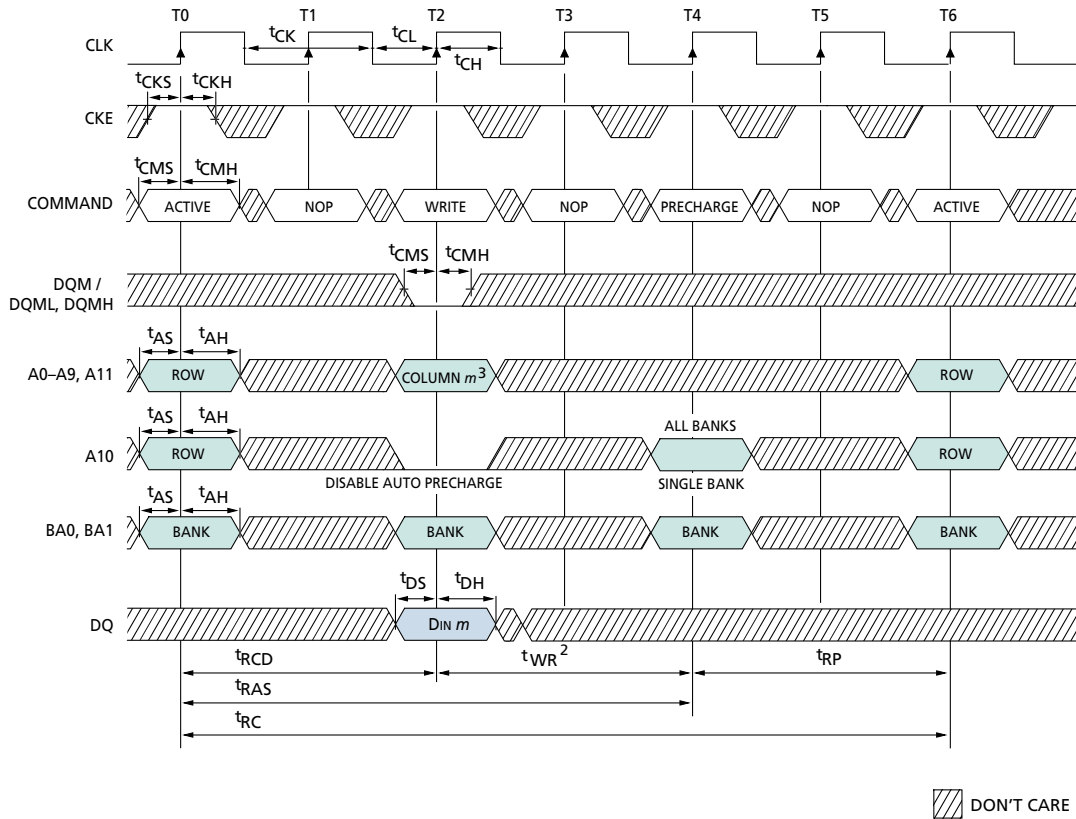 T0 T1 T2 T3 T4 T5 T6
CLK tCK tCL tCH
tCKS tCKH
CKE
tCMS tCMH
COMMAND ACTIVE NOP WRITE NOP PRECHARGE NOP ACTIVE
tCMS tCMH
DQM /
DQML, DQMH
tAS tAH
A0–A9, A11 ROW COLUMN m3 ROW
tAS tAH ALL BANKS
A10 ROW ROW
DISABLE AUTO PRECHARGE SINGLE BANK
tAS tAH
BA0, BA1 BANK BANK BANK BANK
tDS tDH
DQ DIN m
tRCD tWR2 tRP
tRAS
tRC
DON'T CARE